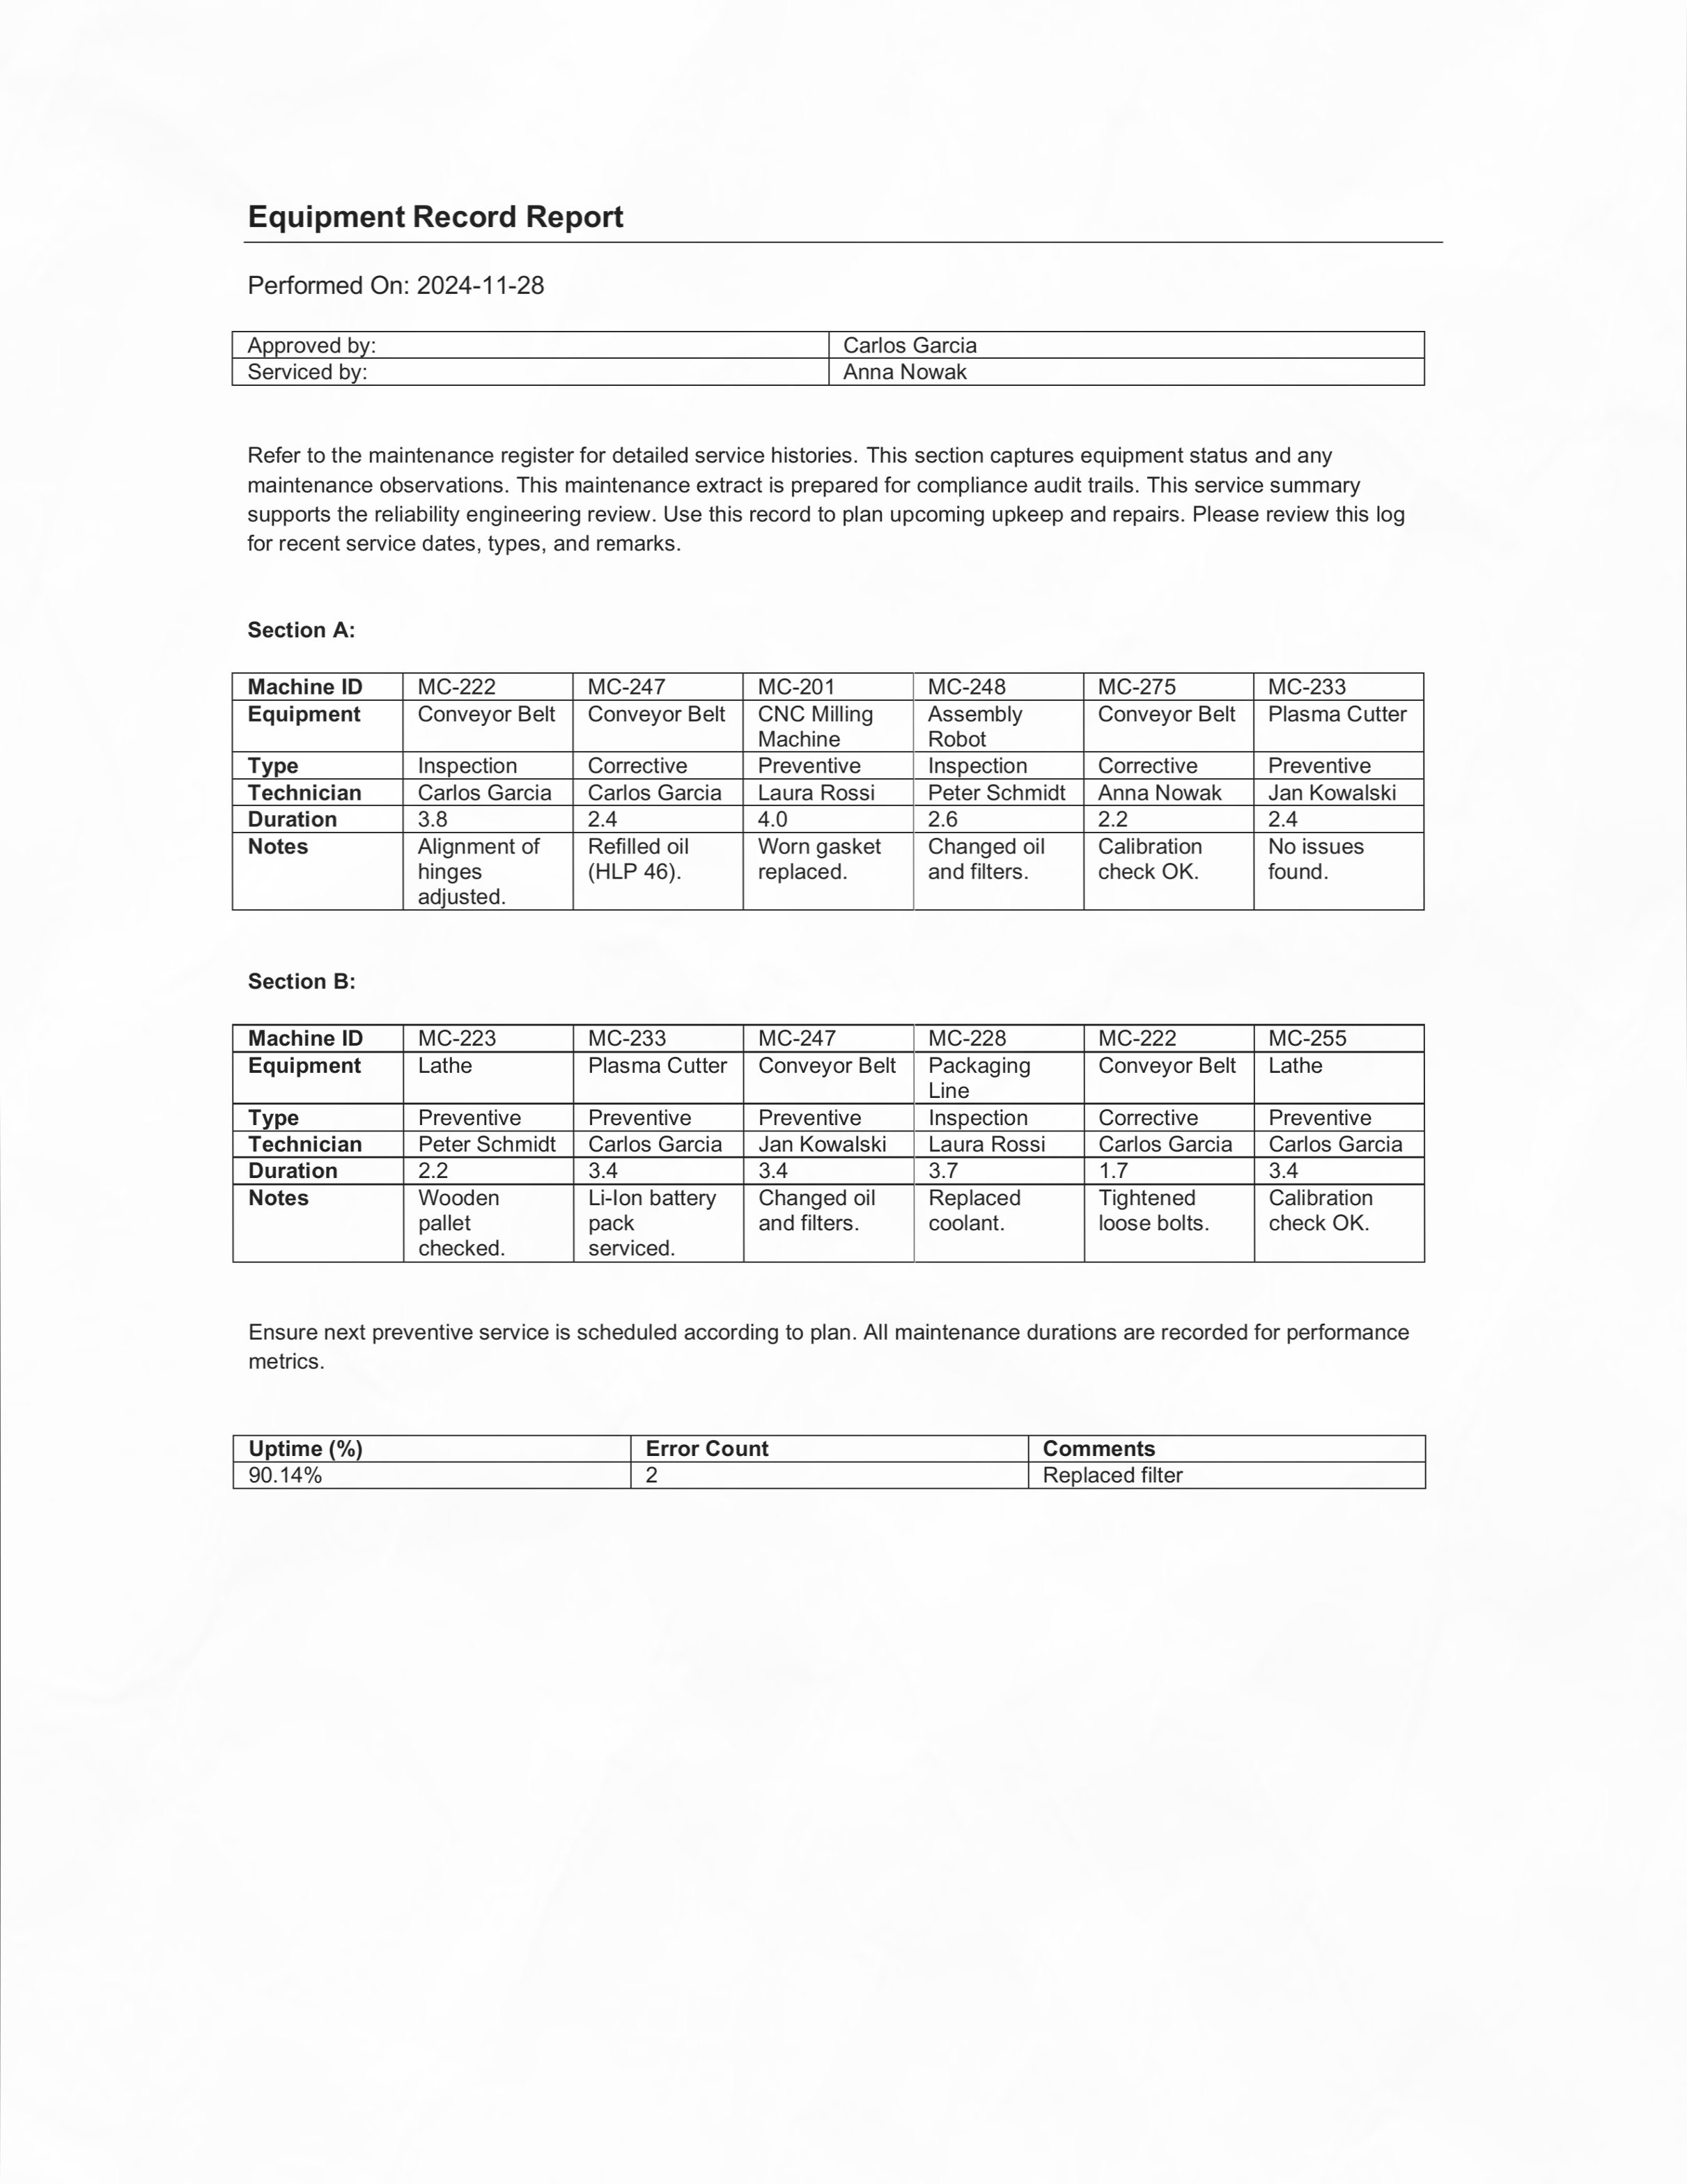 Equipment Record Report
Performed On: 2024-11-28
Approved by: Carlos Garcia
Serviced by: Anna Nowak
Refer to the maintenance register for detailed service histories. This section captures equipment status and any
maintenance observations. This maintenance extract is prepared for compliance audit trails. This service summary
supports the reliability engineering review. Use this record to plan upcoming upkeep and repairs. Please review this log
for recent service dates, types, and remarks.
Section A:
Machine ID MC-222 MC-247 MC-201 MC-248 MC-275 MC-233
Equipment Conveyor Belt Conveyor Belt CNC Milling Assembly Conveyor Belt Plasma Cutter
Machine Robot
Type Inspection Corrective Preventive Inspection Corrective Preventive
Technician Carlos Garcia Carlos Garcia Laura Rossi Peter Schmidt Anna Nowak Jan Kowalski
Duration 3.8 2.4 4.0 2.6 2.2 2.4
Notes Alignment of Refilled oil Worn gasket Changed oil Calibration No issues
hinges (HLP 46). replaced. and filters. check OK. found.
adjusted.
Section B:
Machine ID MC-223 MC-233 MC-247 MC-228 MC-222 MC-255
Equipment Lathe Plasma Cutter Conveyor Belt Packaging Conveyor Belt Lathe
Line
Type Preventive Preventive Preventive Inspection Corrective Preventive
Technician Peter Schmidt Carlos Garcia Jan Kowalski Laura Rossi Carlos Garcia Carlos Garcia
Duration 2.2 3.4 3.4 3.7 1.7 3.4
Notes Wooden Li-Ion battery Changed oil Replaced Tightened Calibration
pallet pack and filters. coolant. loose bolts. check OK.
checked. serviced.
Ensure next preventive service is scheduled according to plan. All maintenance durations are recorded for performance
metrics.
Uptime (%) Error Count Comments
90.14% 2 Replaced filter